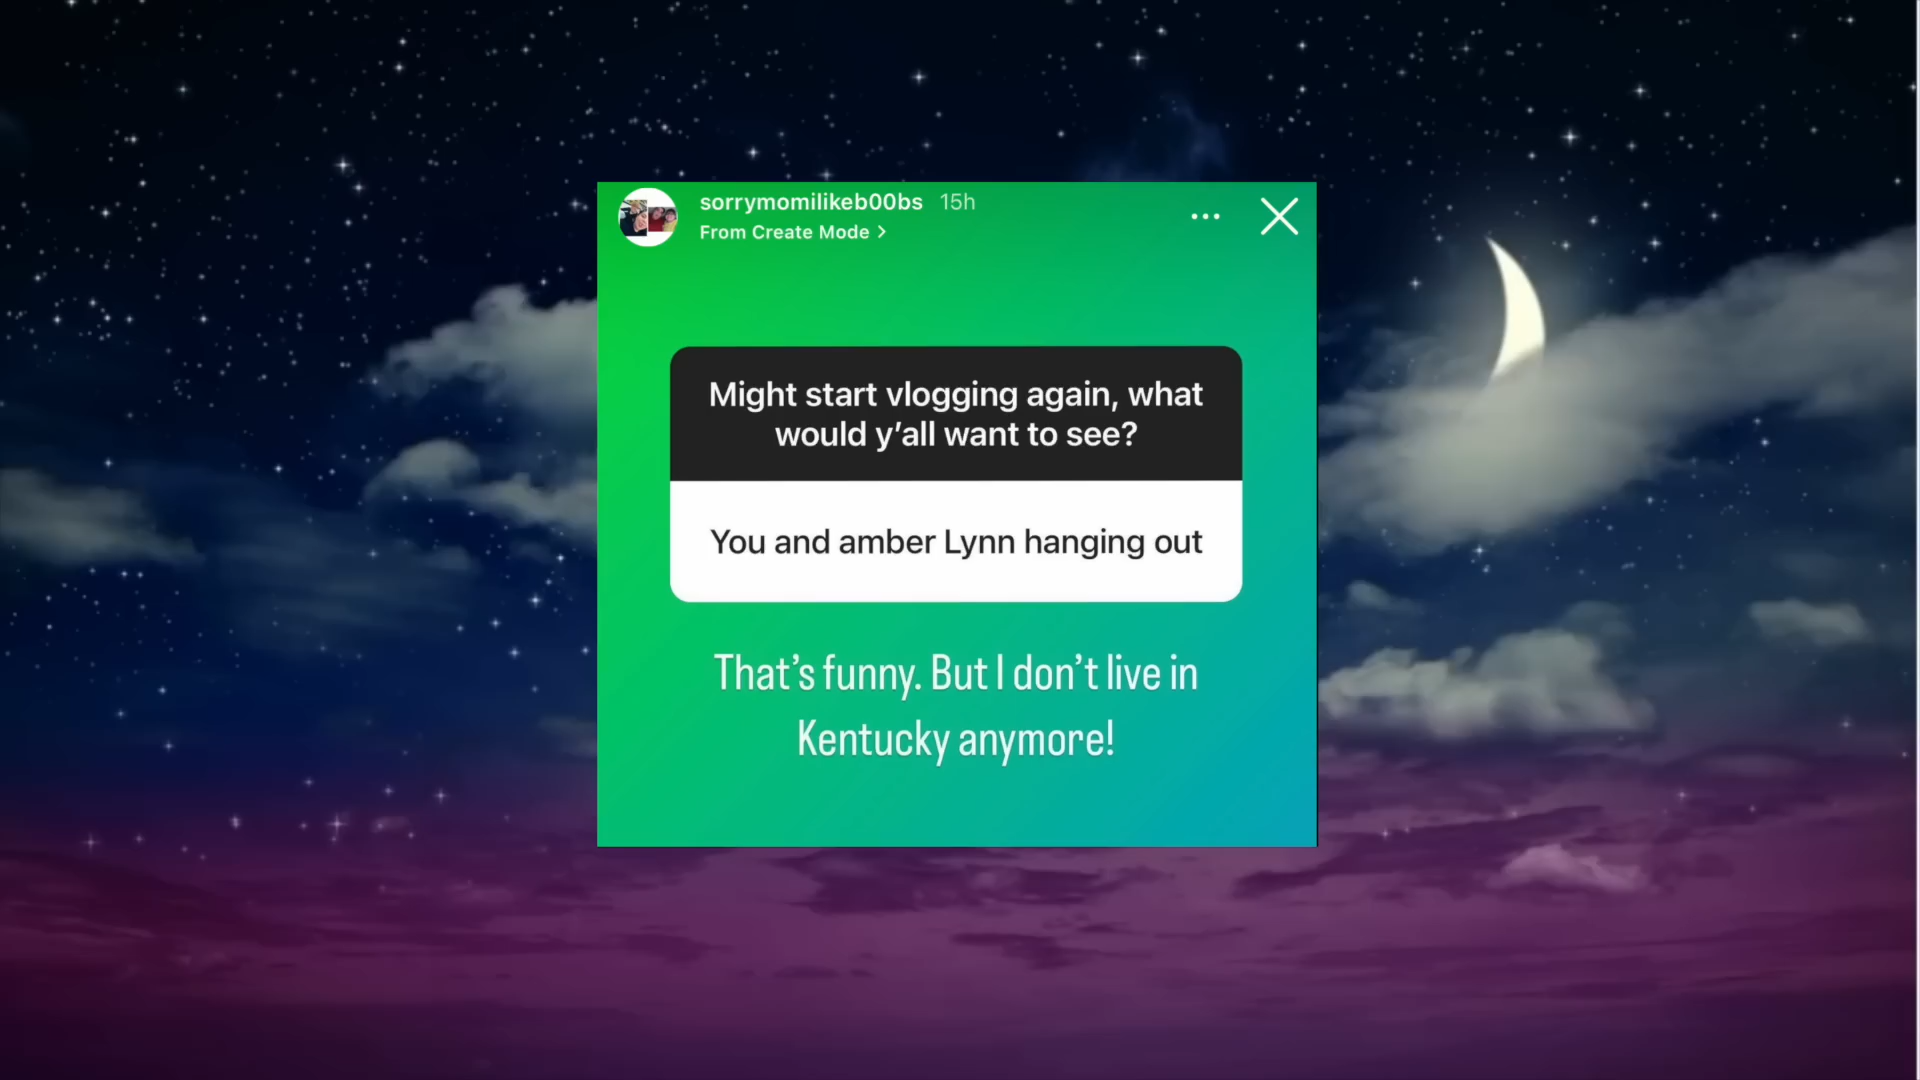 sorrymomilikeb00bs 15h
From Create Mode >
Might start vlogging again, what
would y’all want to see?
You and amber Lynn hanging out
That’s funny. But I don’t live in
Kentucky anymore!